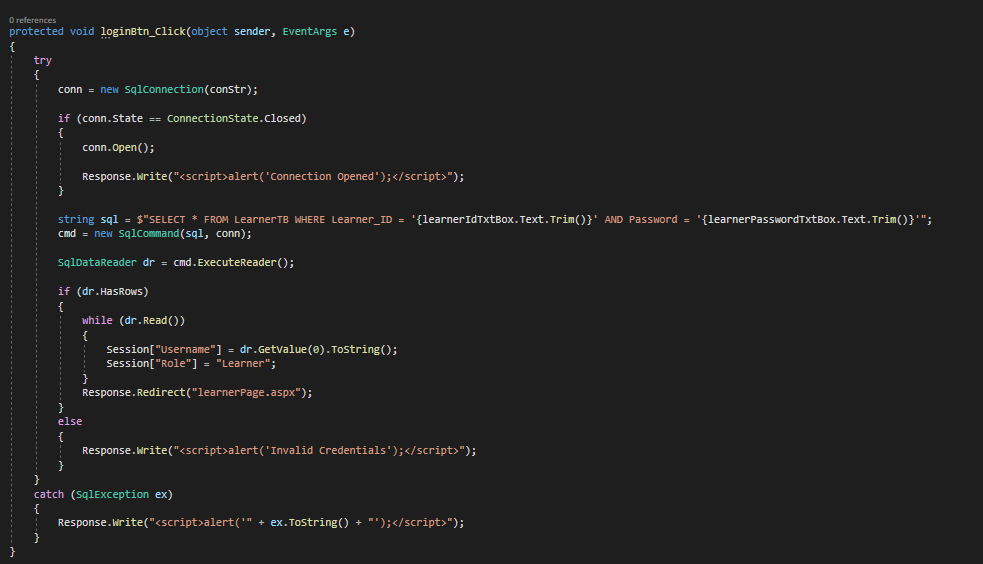 0 references
protected void loginBtn_Click(object sender, EventArgs e)
{
try
{
conn = new SqlConnection(conStr);
if (conn.State == ConnectionState.Closed)
{
conn.Open();
Response.Write("<script>alert('Connection Opened');</script>");
}
string sql = $"SELECT * FROM LearnerTB WHERE Learner_ID = '{learnerIdTxtBox.Text.Trim()}' AND Password = '{learnerPasswordTxtBox.Text.Trim()}'";
cmd = new SqlCommand(sql, conn);
SqlDataReader dr = cmd.ExecuteReader();
if (dr.HasRows)
{
while (dr.Read())
{
Session["Username"] = dr.GetValue(0).ToString();
Session["Role"] = "Learner";
}
Response.Redirect("learnerPage.aspx");
}
else
{
Response.Write("<script>alert('Invalid Credentials');</script>");
}
}
catch (SqlException ex)
{
Response.Write("<script>alert('" + ex.ToString() + "');</script>");
}
}